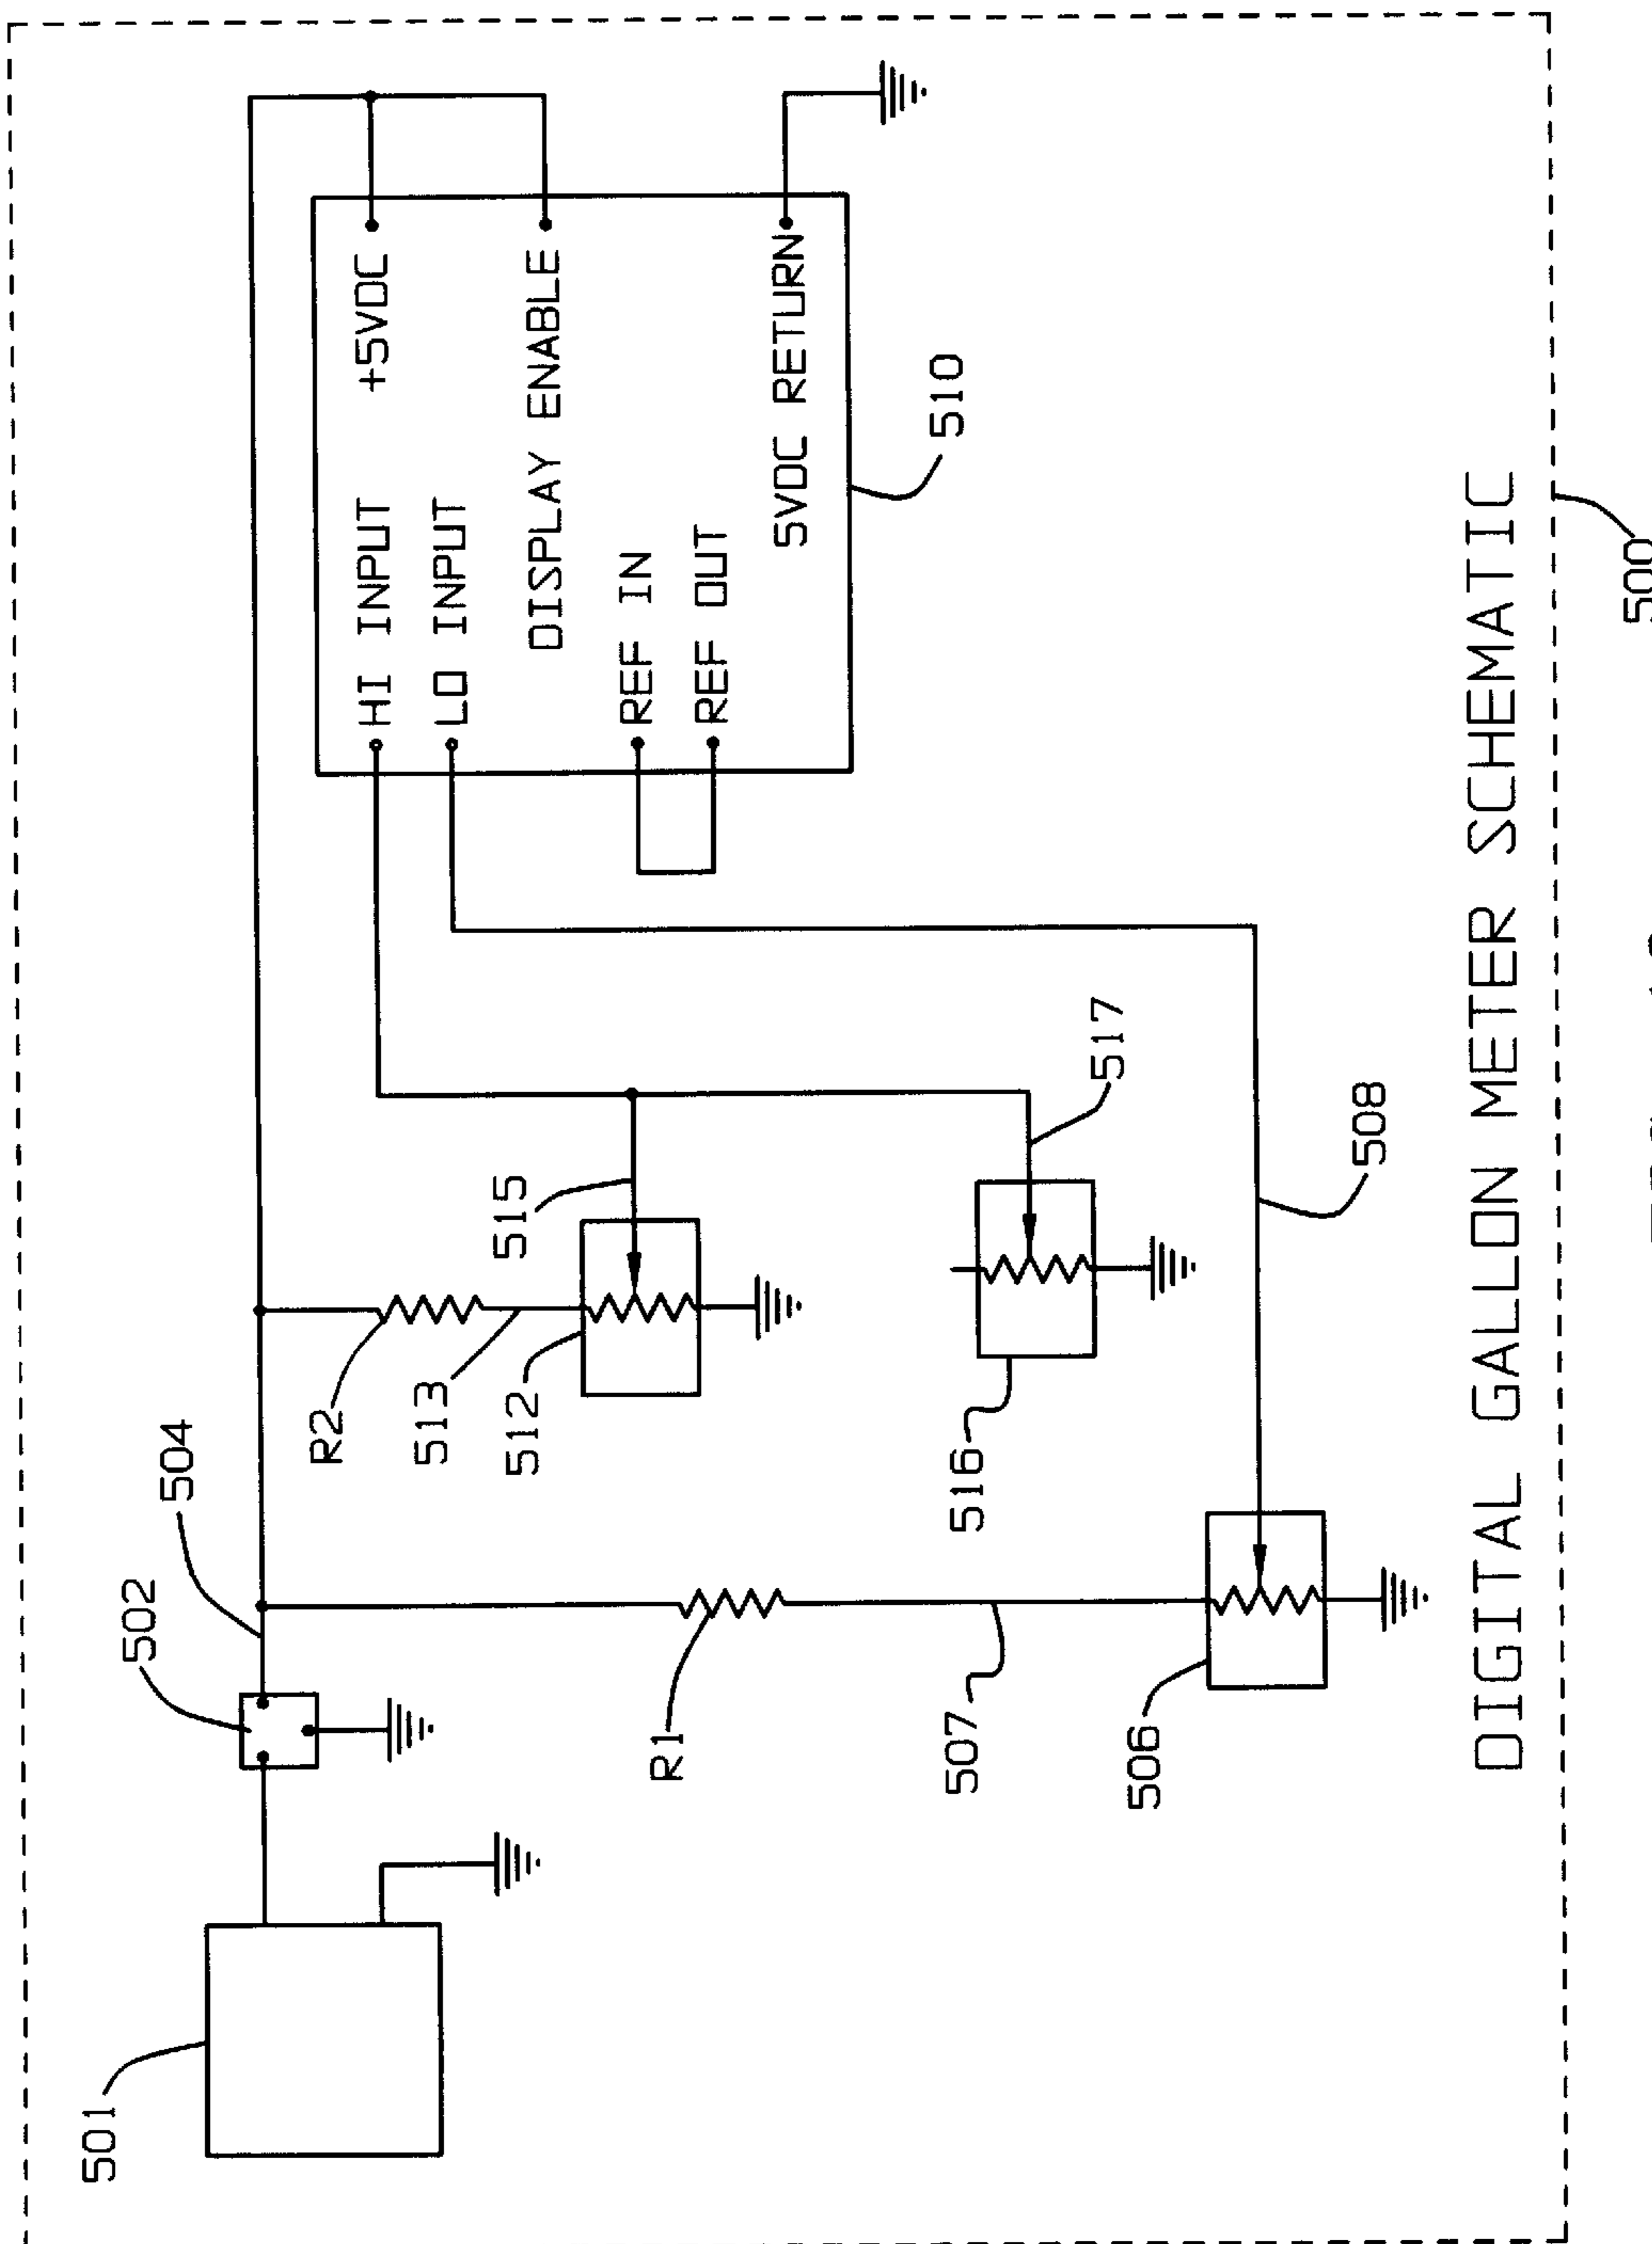 501
502
504
R1
507
506
R2
513
512
515
516
517
508
HI INPUT +5VDC
LO INPUT
DISPLAY ENABLE
REF IN
REF OUT
5VDC RETURN
510
DIGITAL GALLON METER SCHEMATIC
500